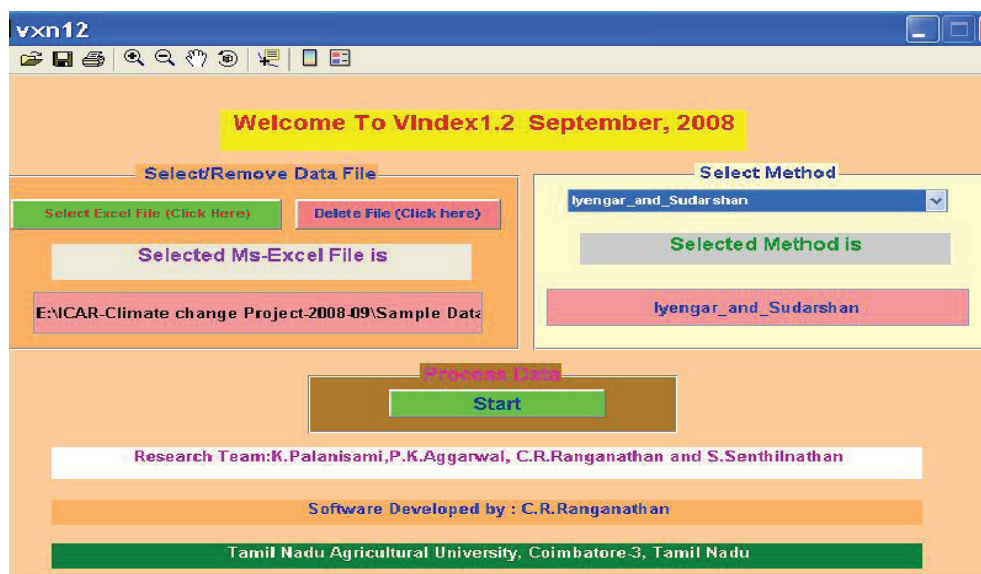 vxn12
Welcome To VIndex1.2 September, 2008
Select/Remove Data File
Select Excel File (Click Here)
Delete File (Click here)
Selected Ms-Excel File is
E:\ICAR-Climate change Project-2008-09\Sample Data
Select Method
Iyengar_and_Sudarshan
Selected Method is
Iyengar_and_Sudarshan
Process Data
Start
Research Team:K.Palanisami,P.K.Aggarwal, C.R.Ranganathan and S.Senthilnathan
Software Developed by : C.R.Ranganathan
Tamil Nadu Agricultural University, Coimbatore-3, Tamil Nadu